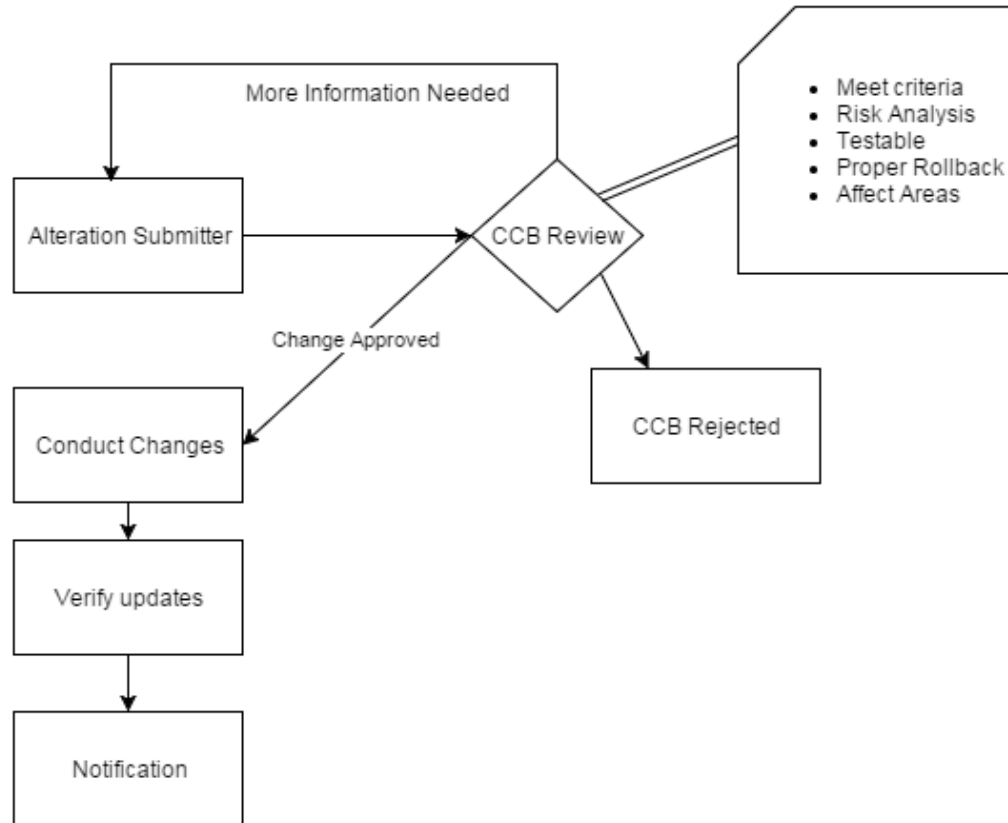 More Information Needed
• Meet criteria
• Risk Analysis
• Testable
• Proper Rollback
• Affect Areas
Alteration Submitter
CCB Review
Change Approved
CCB Rejected
Conduct Changes
Verify updates
Notification